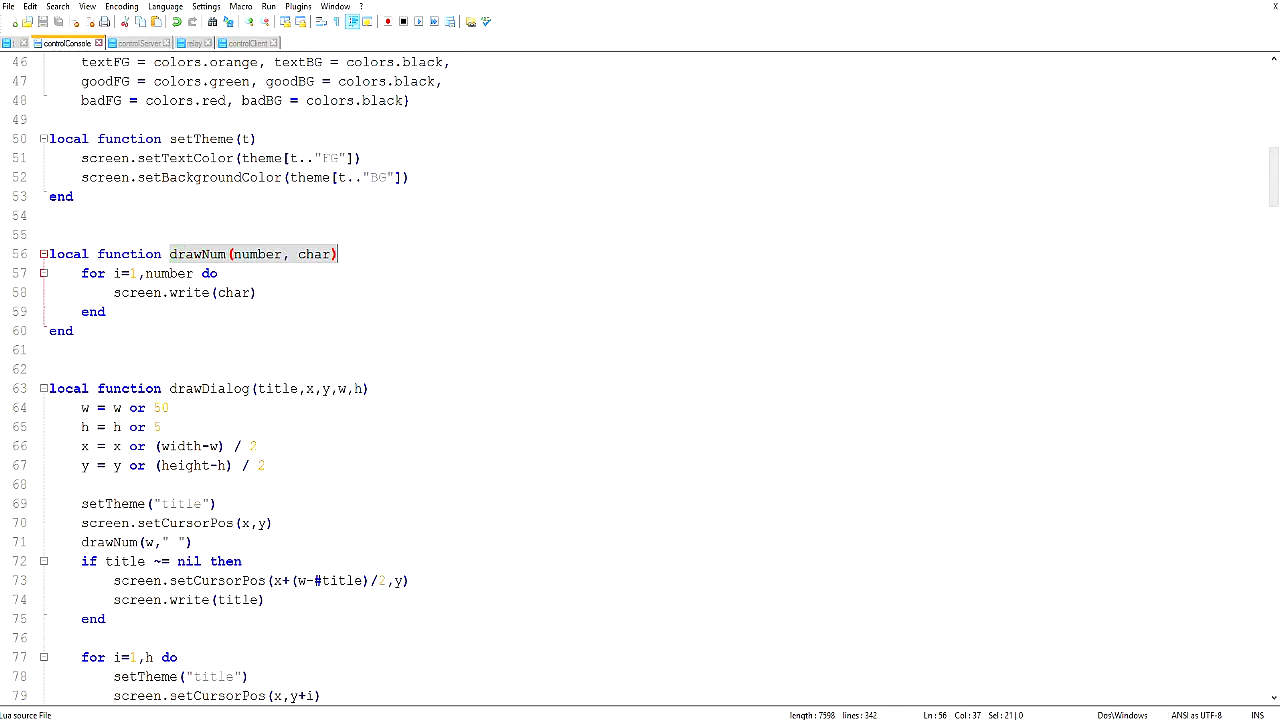 File Edit Search View Encoding Language Settings Macro Run Plugins Window ? X
controlConsole controlServer relay controlClient
46 textFG = colors.orange, textBG = colors.black,
47 goodFG = colors.green, goodBG = colors.black,
48 badFG = colors.red, badBG = colors.black}
49
50 local function setTheme(t)
51 screen.setTextColor(theme[t.."FG"])
52 screen.setBackgroundColor(theme[t.."BG"])
53 end
54
55
56 local function drawNum(number, char)
57 for i=1,number do
58 screen.write(char)
59 end
60 end
61
62
63 local function drawDialog(title,x,y,w,h)
64 w = w or 50
65 h = h or 5
66 x = x or (width-w) / 2
67 y = y or (height-h) / 2
68
69 setTheme("title")
70 screen.setCursorPos(x,y)
71 drawNum(w," ")
72 if title ~= nil then
73 screen.setCursorPos(x+(w-#title)/2,y)
74 screen.write(title)
75 end
76
77 for i=1,h do
78 setTheme("title")
79 screen.setCursorPos(x,y+i)
Lua source File length : 7598 lines : 342 Ln : 56 Col : 37 Sel : 21 | 0 Dos\Windows ANSI as UTF-8 INS